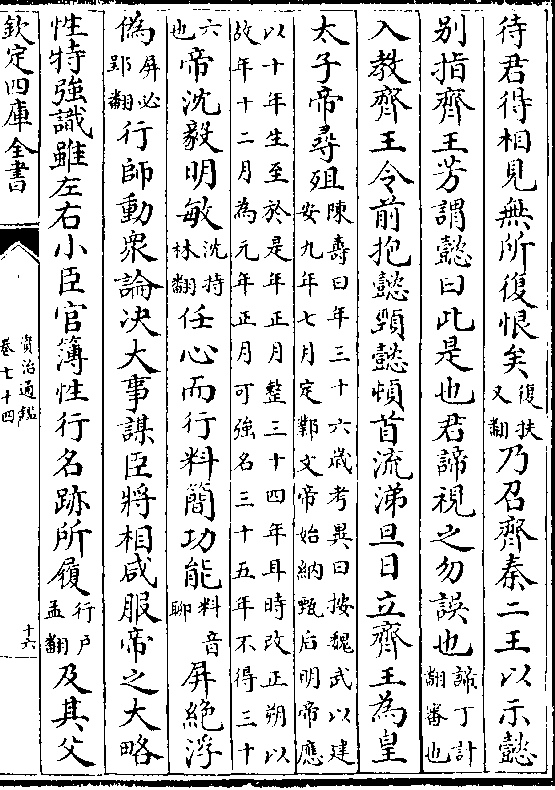 待君得相見無所復恨矣復扶又翻乃召齊秦二王以示懿
別指齊王芳謂懿曰此是也君諦視之勿誤也諦丁計翻審也
入教齊王令前抱懿頸懿頓首流涕旦日立齊王為皇
太子帝尋殂陳壽曰年三十六歳考異曰按魏武以建安九年七月定鄴文帝始納甄后明帝應
以十年生至於是年正月整三十四年耳時改正朔以故年十二月為元年正月可強名三十五年不得三十
六也帝沈毅明敏沈持林翻任心而行料簡功能料音聊屏絶浮
偽屏必郢翻行師動衆論决大事謀臣將相咸服帝之大略
性特強識雖左右小臣官簿性行名跡所履行戸孟翻及其父
欽定四庫全書
資治通鑑
卷七十四
十六